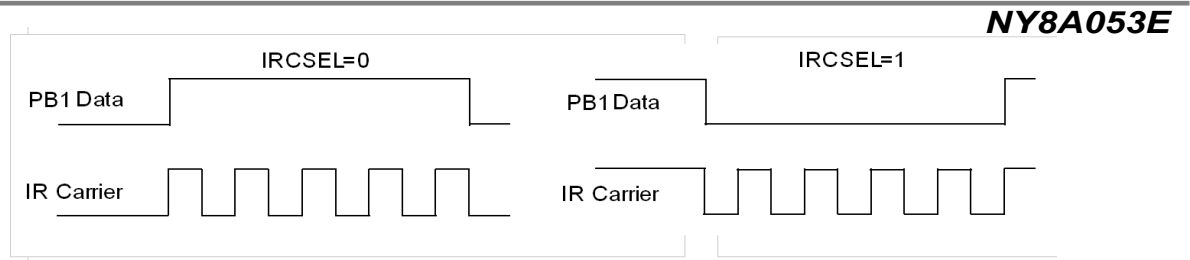 NY8A053E
IRCSEL=0
IRCSEL=1
PB1 Data
PB1 Data
IR Carrier
IR Carrier